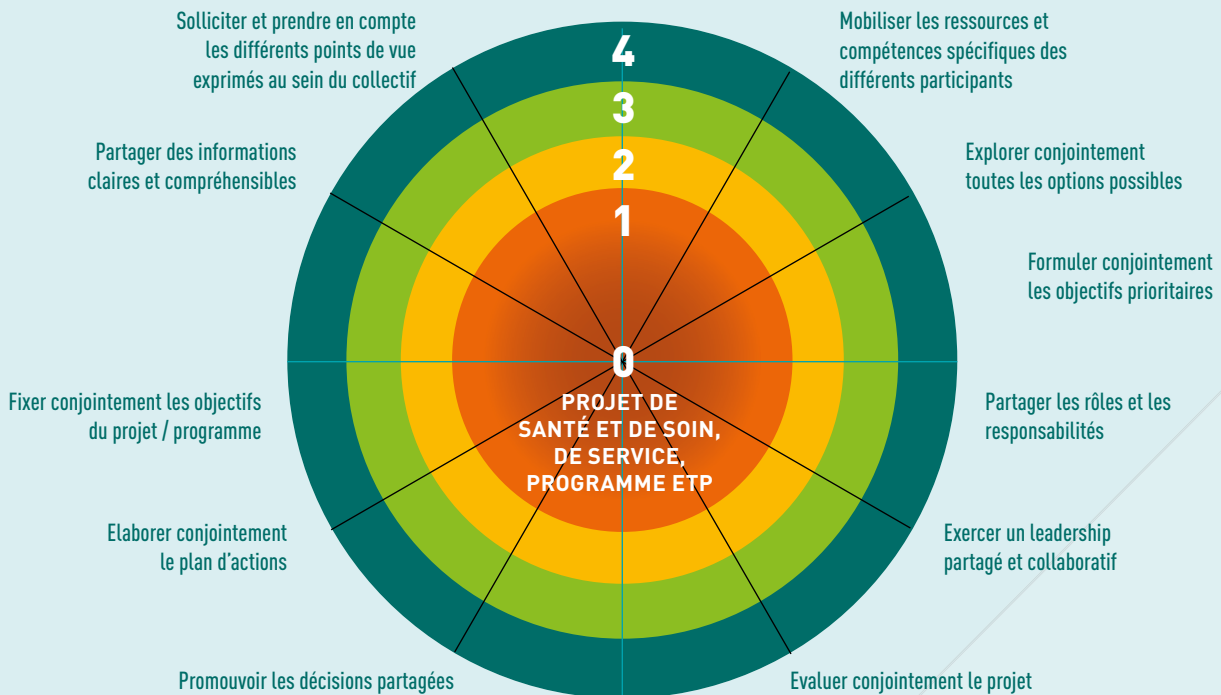 Solliciter et prendre en compte
les différents points de vue
exprimés au sein du collectif
Mobiliser les ressources et
compétences spécifiques des
différents participants
Partager des informations
claires et compréhensibles
Explorer conjointement
toutes les options possibles
Formuler conjointement
les objectifs prioritaires
4
3
2
1
0
PROJET DE
SANTÉ ET DE SOIN,
DE SERVICE,
PROGRAMME ETP
Fixer conjointement les objectifs
du projet / programme
Partager les rôles et les
responsabilités
Elaborer conjointement
le plan d'actions
Exercer un leadership
partagé et collaboratif
Promouvoir les décisions partagées
Evaluer conjointement le projet